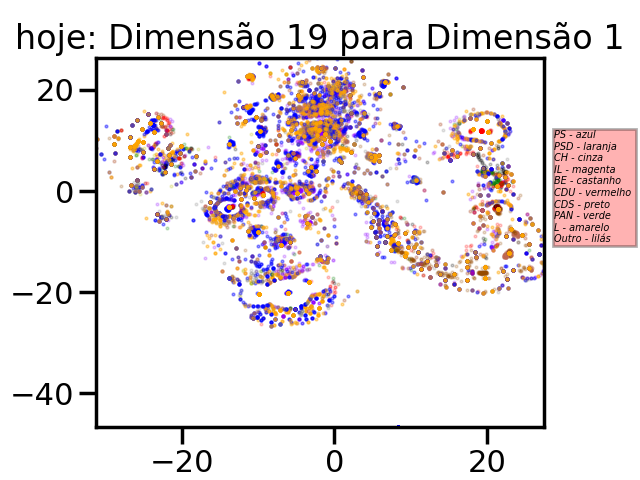 hoje: Dimensão 19 para Dimensão 1
20
0
−20
−40
−20
0
20
PS - azul
PSD - laranja
CH - cinza
IL - magenta
BE - castanho
CDU - vermelho
CDS - preto
PAN - verde
L - amarelo
Outro - lilás